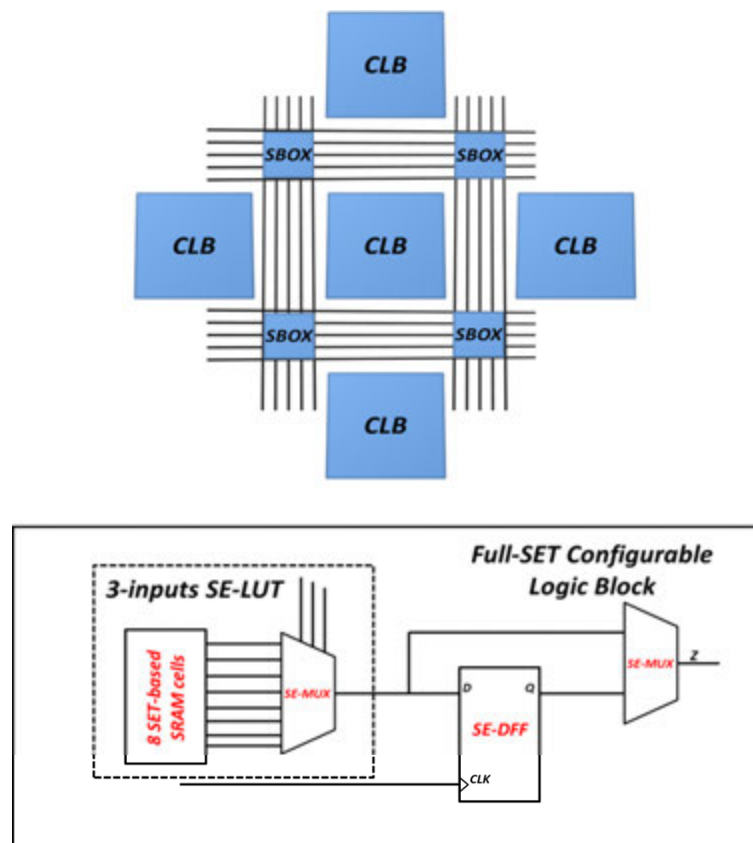 CLB
SBOX SBOX
CLB CLB CLB
SBOX SBOX
CLB
Full-SET Configurable
Logic Block
3-inputs SE-LUT
8 SET-based
SRAM cells
SE-MUX
D Q
SE-DFF
CLK
SE-MUX
Z